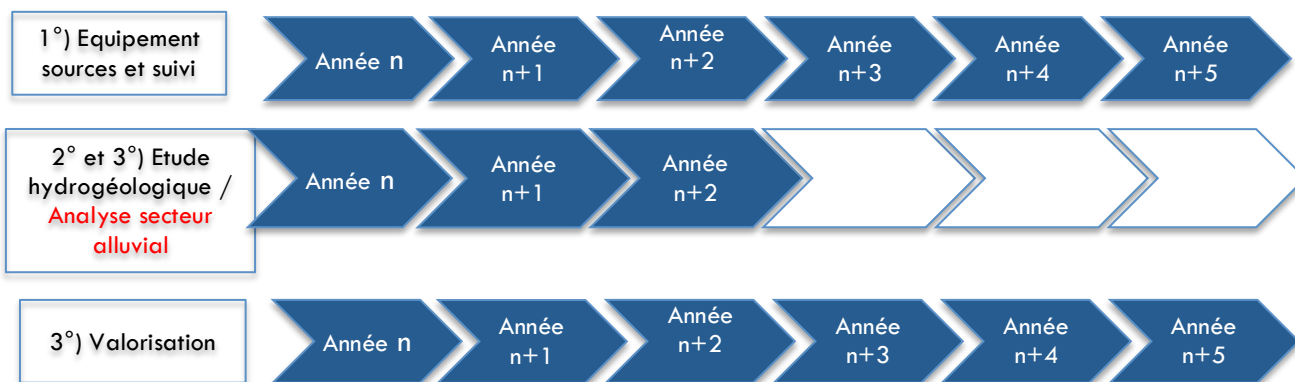 1°) Equipement
sources et suivi
Année n
Année
n+1
Année
n+2
Année
n+3
Année
n+4
Année
n+5
2° et 3°) Etude
hydrogéologique /
Analyse secteur
alluvial
Année n
Année
n+1
Année
n+2
3°) Valorisation
Année n
Année
n+1
Année
n+2
Année
n+3
Année
n+4
Année
n+5